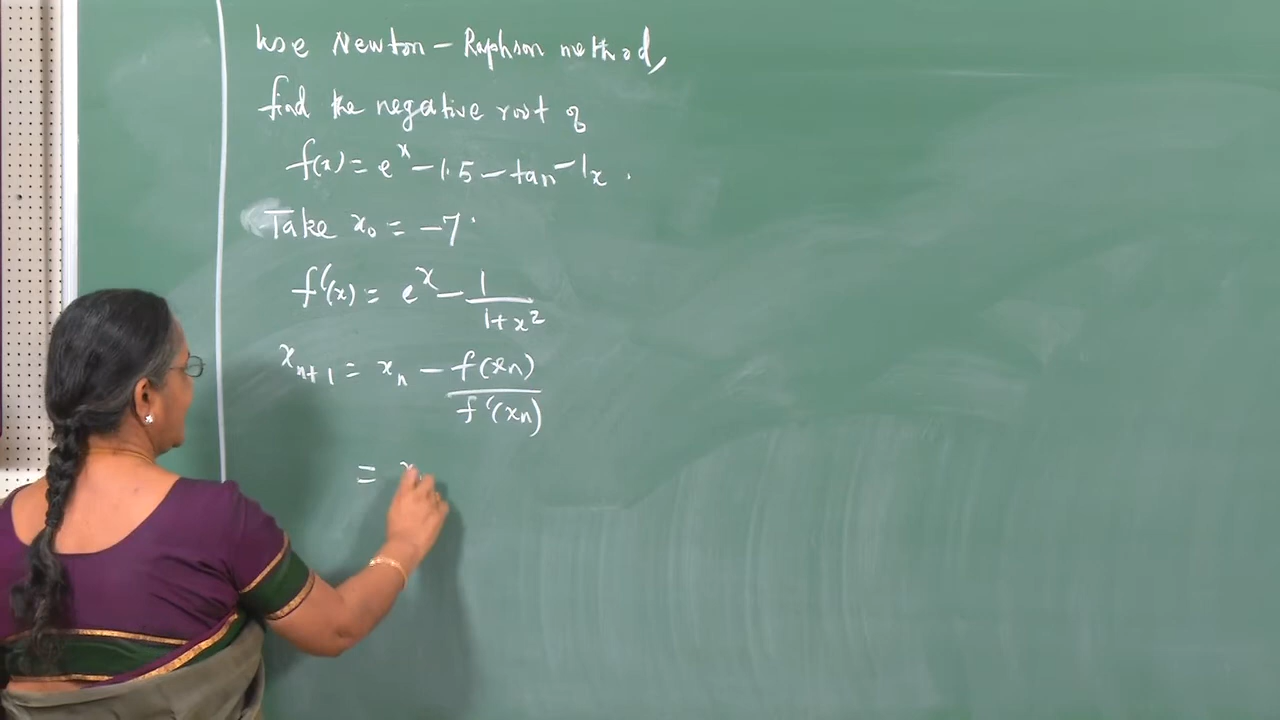 Use Newton - Raphson method,
find the negative root of
f(x) = e^x - 1.5 - tan^-1 x .
Take x₀ = -7.
f'(x) = e^x - 1/(1+x²)
x_{n+1} = x_n - f(x_n)/f'(x_n)
= x